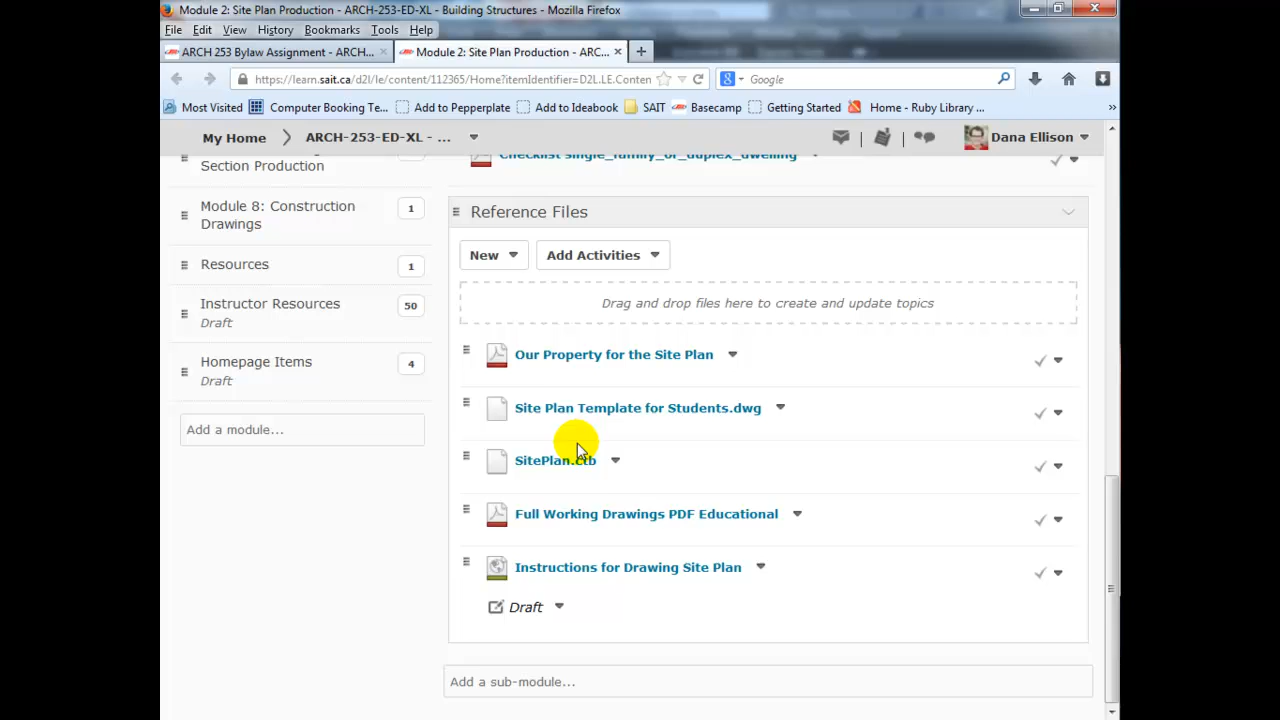 Module 2: Site Plan Production - ARCH-253-ED-XL - Building Structures - Mozilla Firefox
File Edit View History Bookmarks Tools Help
ARCH 253 Bylaw Assignment - ARCH...
Module 2: Site Plan Production - ARC...
https://learn.sait.ca/d2l/le/content/112365/Home?itemIdentifier=D2L.LE.Conten
Google
Most Visited Computer Booking Te... Add to Pepperplate Add to Ideabook SAIT Basecamp Getting Started Home - Ruby Library ...
My Home ARCH-253-ED-XL - ... Dana Ellison
Section Production
Module 8: Construction Drawings 1
Resources 1
Instructor Resources 50
Draft
Homepage Items 4
Draft
Add a module...
Checklist single_family_or_duplex_dwelling
Reference Files
New Add Activities
Drag and drop files here to create and update topics
Our Property for the Site Plan
Site Plan Template for Students.dwg
SitePlan.ctb
Full Working Drawings PDF Educational
Instructions for Drawing Site Plan
Draft
Add a sub-module...